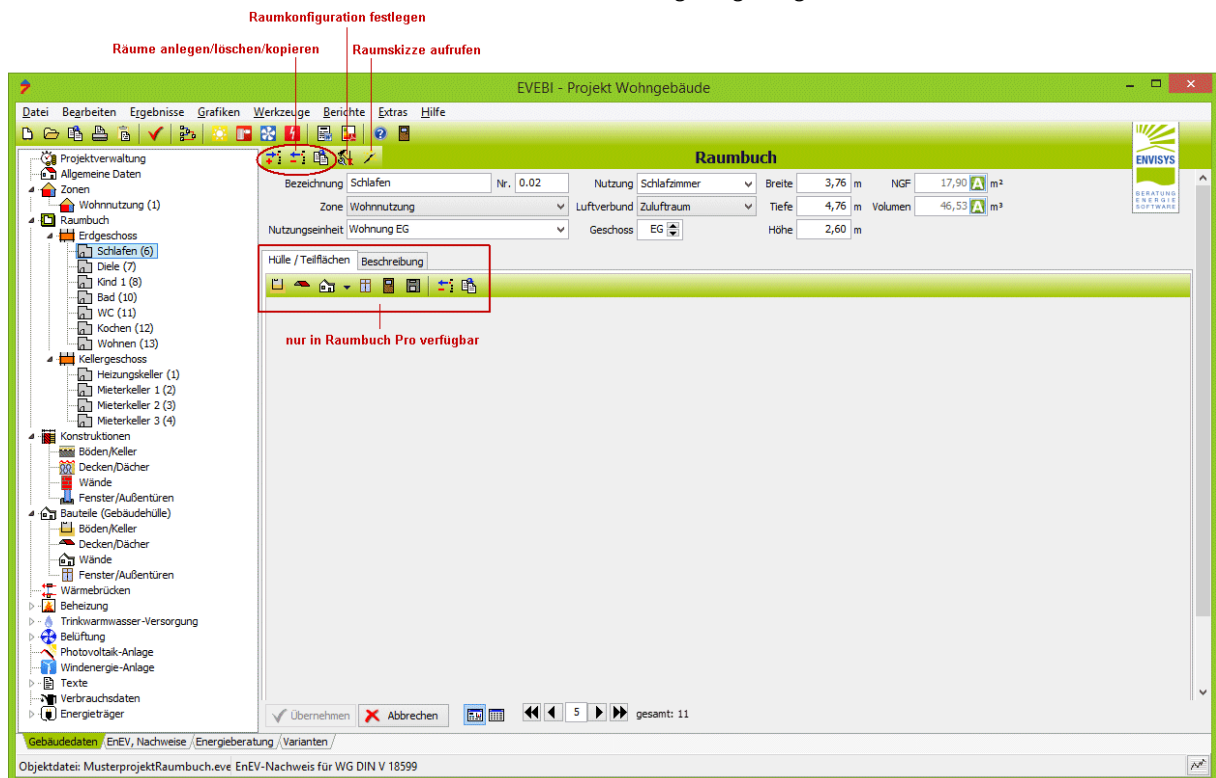 Raumkonfiguration festlegen
Räume anlegen/löschen/kopieren
Raumskizze aufrufen
EVEBI - Projekt Wohngebäude
Datei Bearbeiten Ergebnisse Grafiken Werkzeuge Berichte Extras Hilfe
Raumbuch
ENVISYS
BERATUNG
ENERGIE
SOFTWARE
Projektverwaltung
Allgemeine Daten
Zonen
Wohnnutzung (1)
Raumbuch
Erdgeschoss
Schlafen (6)
Diele (7)
Kind 1 (8)
Bad (10)
WC (11)
Kochen (12)
Wohnen (13)
Kellergeschoss
Heizungskeller (1)
Mieterkeller 1 (2)
Mieterkeller 2 (3)
Mieterkeller 3 (4)
Konstruktionen
Böden/Keller
Decken/Dächer
Wände
Fenster/Außentüren
Bauteile (Gebäudehülle)
Böden/Keller
Decken/Dächer
Wände
Fenster/Außentüren
Wärmebrücken
Beheizung
Trinkwarmwasser-Versorgung
Belüftung
Photovoltaik-Anlage
Windenergie-Anlage
Texte
Verbrauchsdaten
Energieträger
Bezeichnung Schlafen Nr. 0.02 Nutzung Schlafzimmer Breite 3,76 m NGF 17,90 A m²
Zone Wohnnutzung Luftverbund Zuluftraum Tiefe 4,76 m Volumen 46,53 A m³
Nutzungseinheit Wohnung EG Geschoss EG Höhe 2,60 m
Hülle / Teilflächen Beschreibung
nur in Raumbuch Pro verfügbar
Übernehmen Abbrechen 5 gesamt: 11
Gebäudedaten EnEV, Nachweise Energieberatung Varianten
Objektdatei: MusterprojektRaumbuch.eve EnEV-Nachweis für WG DIN V 18599